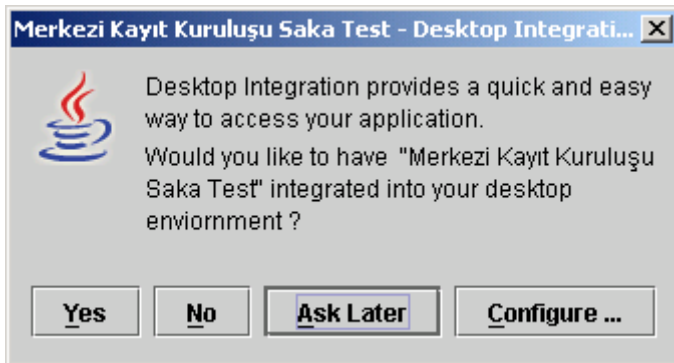 Merkezi Kayıt Kuruluşu Saka Test - Desktop Integrati...
Desktop Integration provides a quick and easy
way to access your application.
Would you like to have "Merkezi Kayıt Kuruluşu
Saka Test" integrated into your desktop
enviornment ?
Yes No Ask Later Configure ...